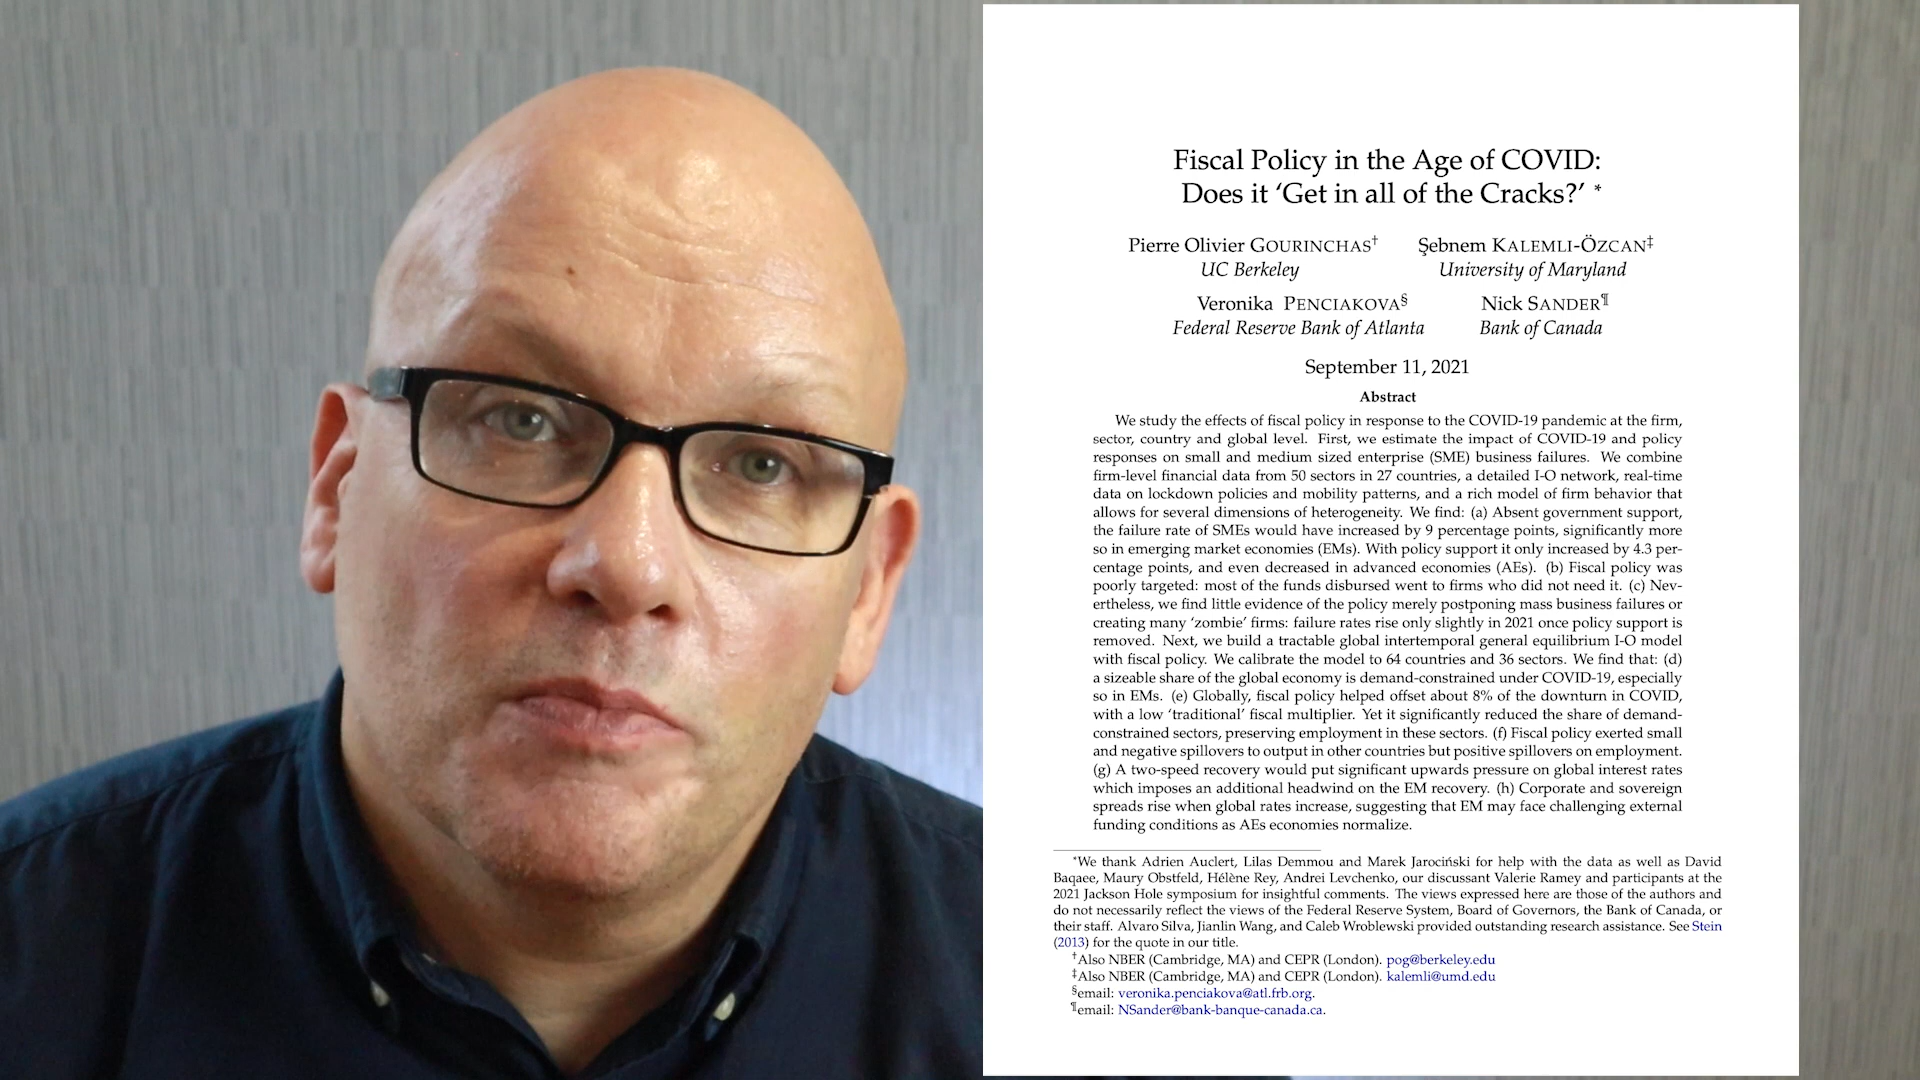 Fiscal Policy in the Age of COVID:
Does it ‘Get in all of the Cracks?’ *
Pierre Olivier GOURINCHAS† Şebnem KALEMLI-ÖZCAN‡
UC Berkeley University of Maryland
Veronika PENCIAKOVA§ Nick SANDER¶
Federal Reserve Bank of Atlanta Bank of Canada
September 11, 2021
Abstract
We study the effects of fiscal policy in response to the COVID-19 pandemic at the firm,
sector, country and global level. First, we estimate the impact of COVID-19 and policy
responses on small and medium sized enterprise (SME) business failures. We combine
firm-level financial data from 50 sectors in 27 countries, a detailed I-O network, real-time
data on lockdown policies and mobility patterns, and a rich model of firm behavior that
allows for several dimensions of heterogeneity. We find: (a) Absent government support,
the failure rate of SMEs would have increased by 9 percentage points, significantly more
so in emerging market economies (EMs). With policy support it only increased by 4.3 per-
centage points, and even decreased in advanced economies (AEs). (b) Fiscal policy was
poorly targeted: most of the funds disbursed went to firms who did not need it. (c) Nev-
ertheless, we find little evidence of the policy merely postponing mass business failures or
creating many ‘zombie’ firms: failure rates rise only slightly in 2021 once policy support is
removed. Next, we build a tractable global intertemporal general equilibrium I-O model
with fiscal policy. We calibrate the model to 64 countries and 36 sectors. We find that: (d)
a sizeable share of the global economy is demand-constrained under COVID-19, especially
so in EMs. (e) Globally, fiscal policy helped offset about 8% of the downturn in COVID,
with a low ‘traditional’ fiscal multiplier. Yet it significantly reduced the share of demand-
constrained sectors, preserving employment in these sectors. (f) Fiscal policy exerted small
and negative spillovers to output in other countries but positive spillovers on employment.
(g) A two-speed recovery would put significant upwards pressure on global interest rates
which imposes an additional headwind on the EM recovery. (h) Corporate and sovereign
spreads rise when global rates increase, suggesting that EM may face challenging external
funding conditions as AEs economies normalize.
*We thank Adrien Auclert, Lilas Demmou and Marek Jarociński for help with the data as well as David
Baqaee, Maury Obstfeld, Hélène Rey, Andrei Levchenko, our discussant Valerie Ramey and participants at the
2021 Jackson Hole symposium for insightful comments. The views expressed here are those of the authors and
do not necessarily reflect the views of the Federal Reserve System, Board of Governors, the Bank of Canada, or
their staff. Alvaro Silva, Jianlin Wang, and Caleb Wroblewski provided outstanding research assistance. See Stein
(2013) for the quote in our title.
†Also NBER (Cambridge, MA) and CEPR (London). pog@berkeley.edu
‡Also NBER (Cambridge, MA) and CEPR (London). kalemli@umd.edu
§email: veronika.penciakova@atl.frb.org.
¶email: NSander@bank-banque-canada.ca.